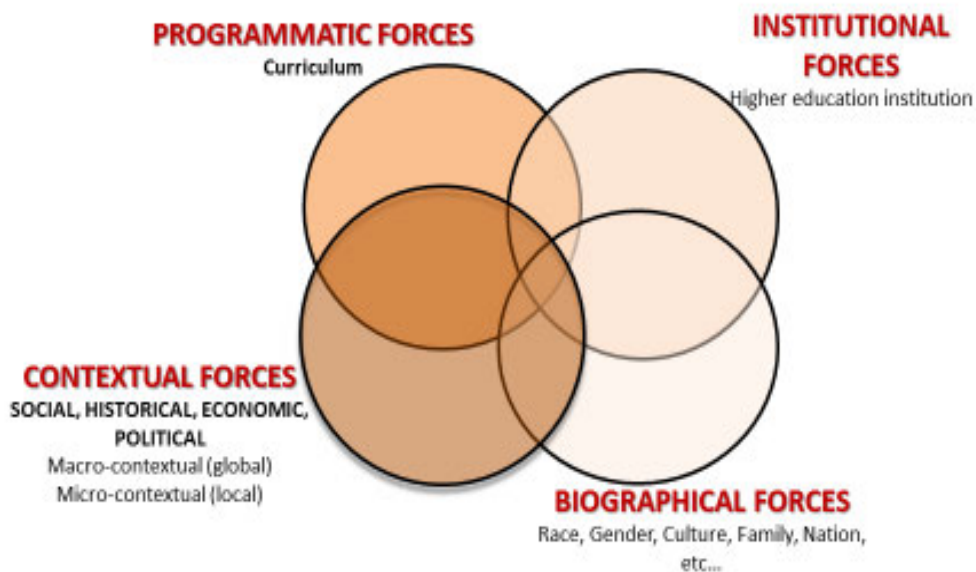 PROGRAMMATIC FORCES
Curriculum
INSTITUTIONAL
FORCES
Higher education institution
CONTEXTUAL FORCES
SOCIAL, HISTORICAL, ECONOMIC,
POLITICAL
Macro-contextual (global)
Micro-contextual (local)
BIOGRAPHICAL FORCES
Race, Gender, Culture, Family, Nation,
etc...